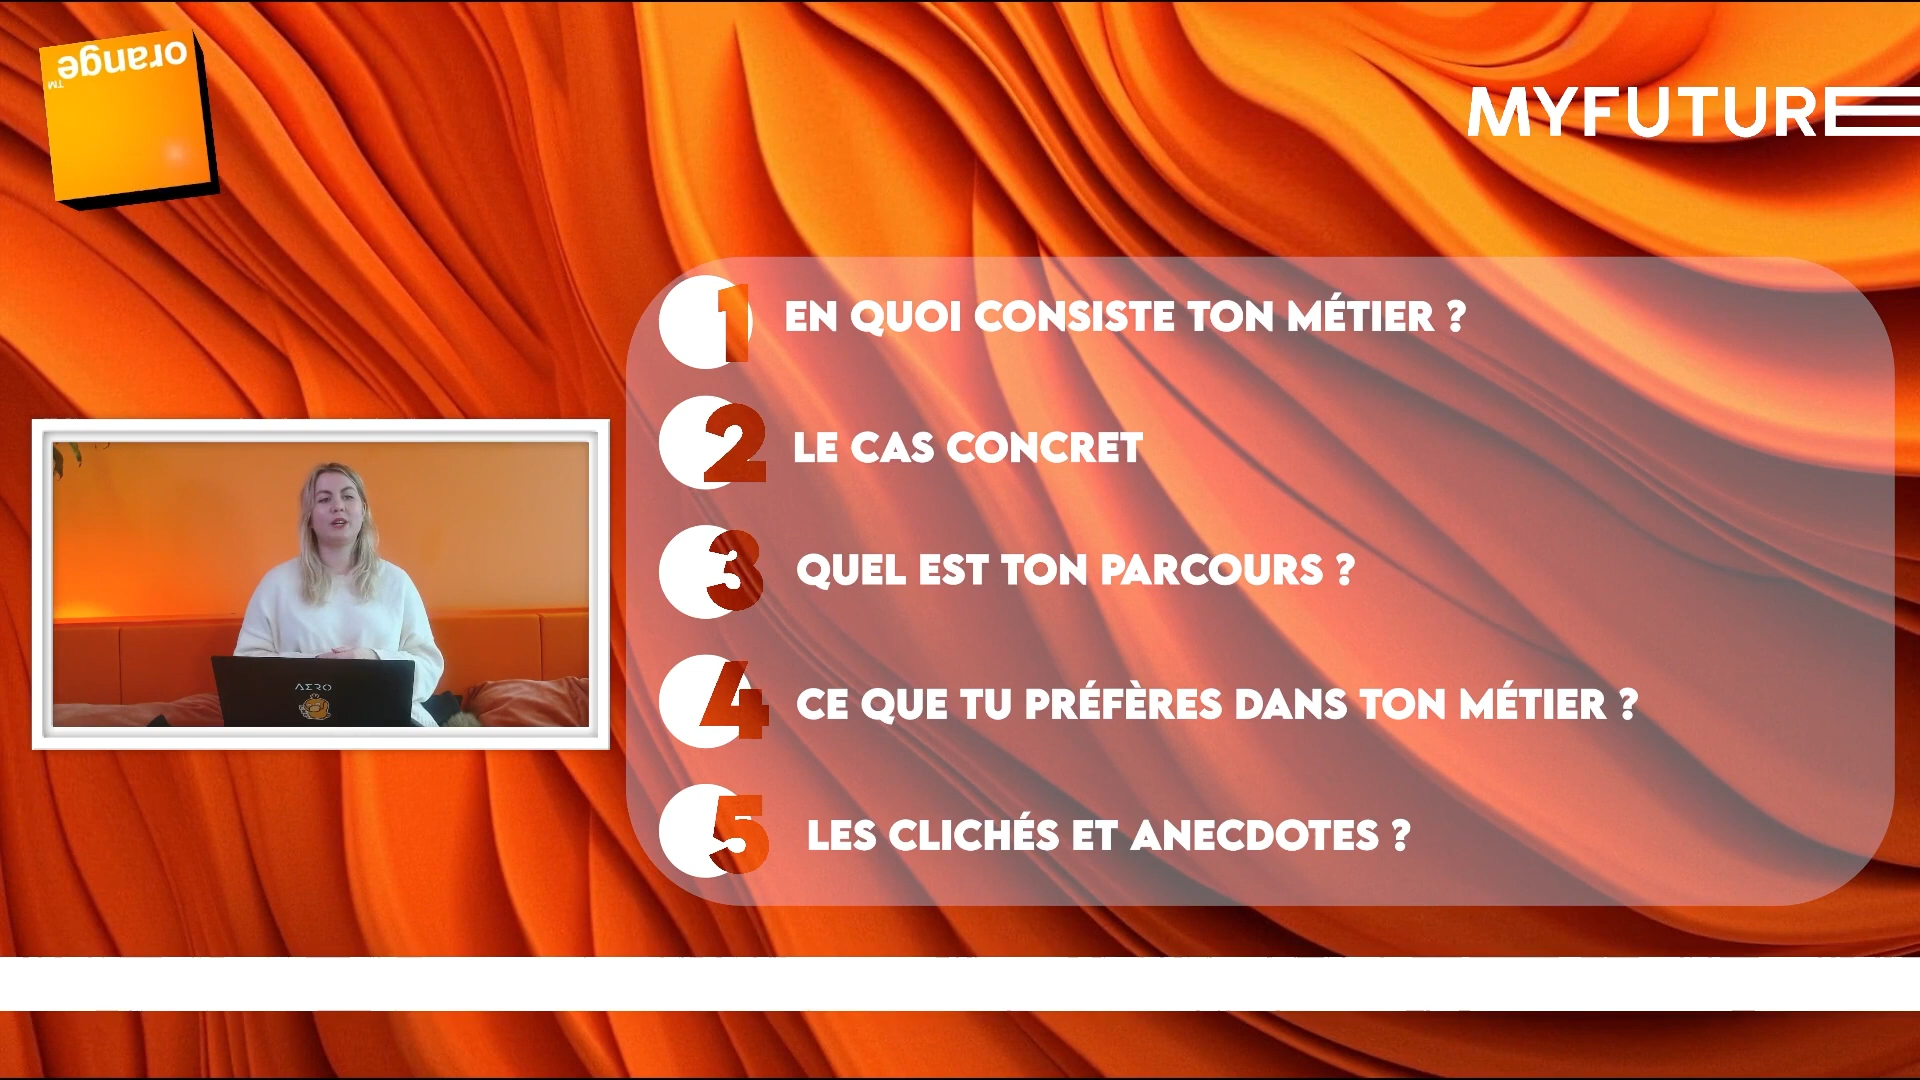 orange
TM
MYFUTURE
1 EN QUOI CONSISTE TON MÉTIER ?
2 LE CAS CONCRET
3 QUEL EST TON PARCOURS ?
4 CE QUE TU PRÉFÈRES DANS TON MÉTIER ?
5 LES CLICHÉS ET ANECDOTES ?
AERO